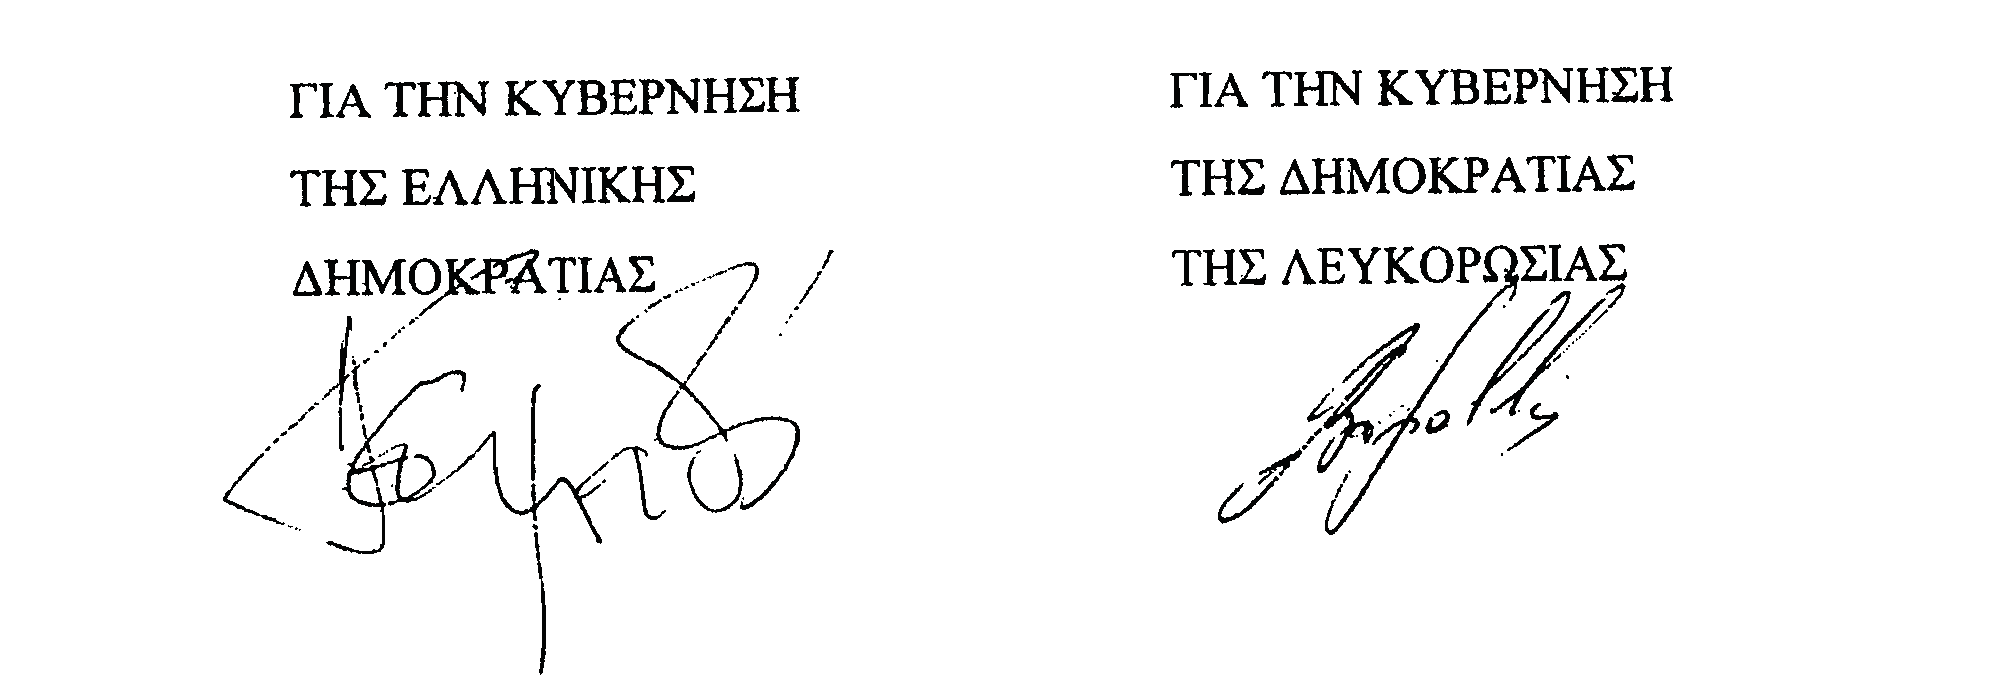 ΓΙΑ ΤΗΝ ΚΥΒΕΡΝΗΣΗ
ΤΗΣ ΕΛΛΗΝΙΚΗΣ
ΔΗΜΟΚΡΑΤΙΑΣ
ΓΙΑ ΤΗΝ ΚΥΒΕΡΝΗΣΗ
ΤΗΣ ΔΗΜΟΚΡΑΤΙΑΣ
ΤΗΣ ΛΕΥΚΟΡΩΣΙΑΣ